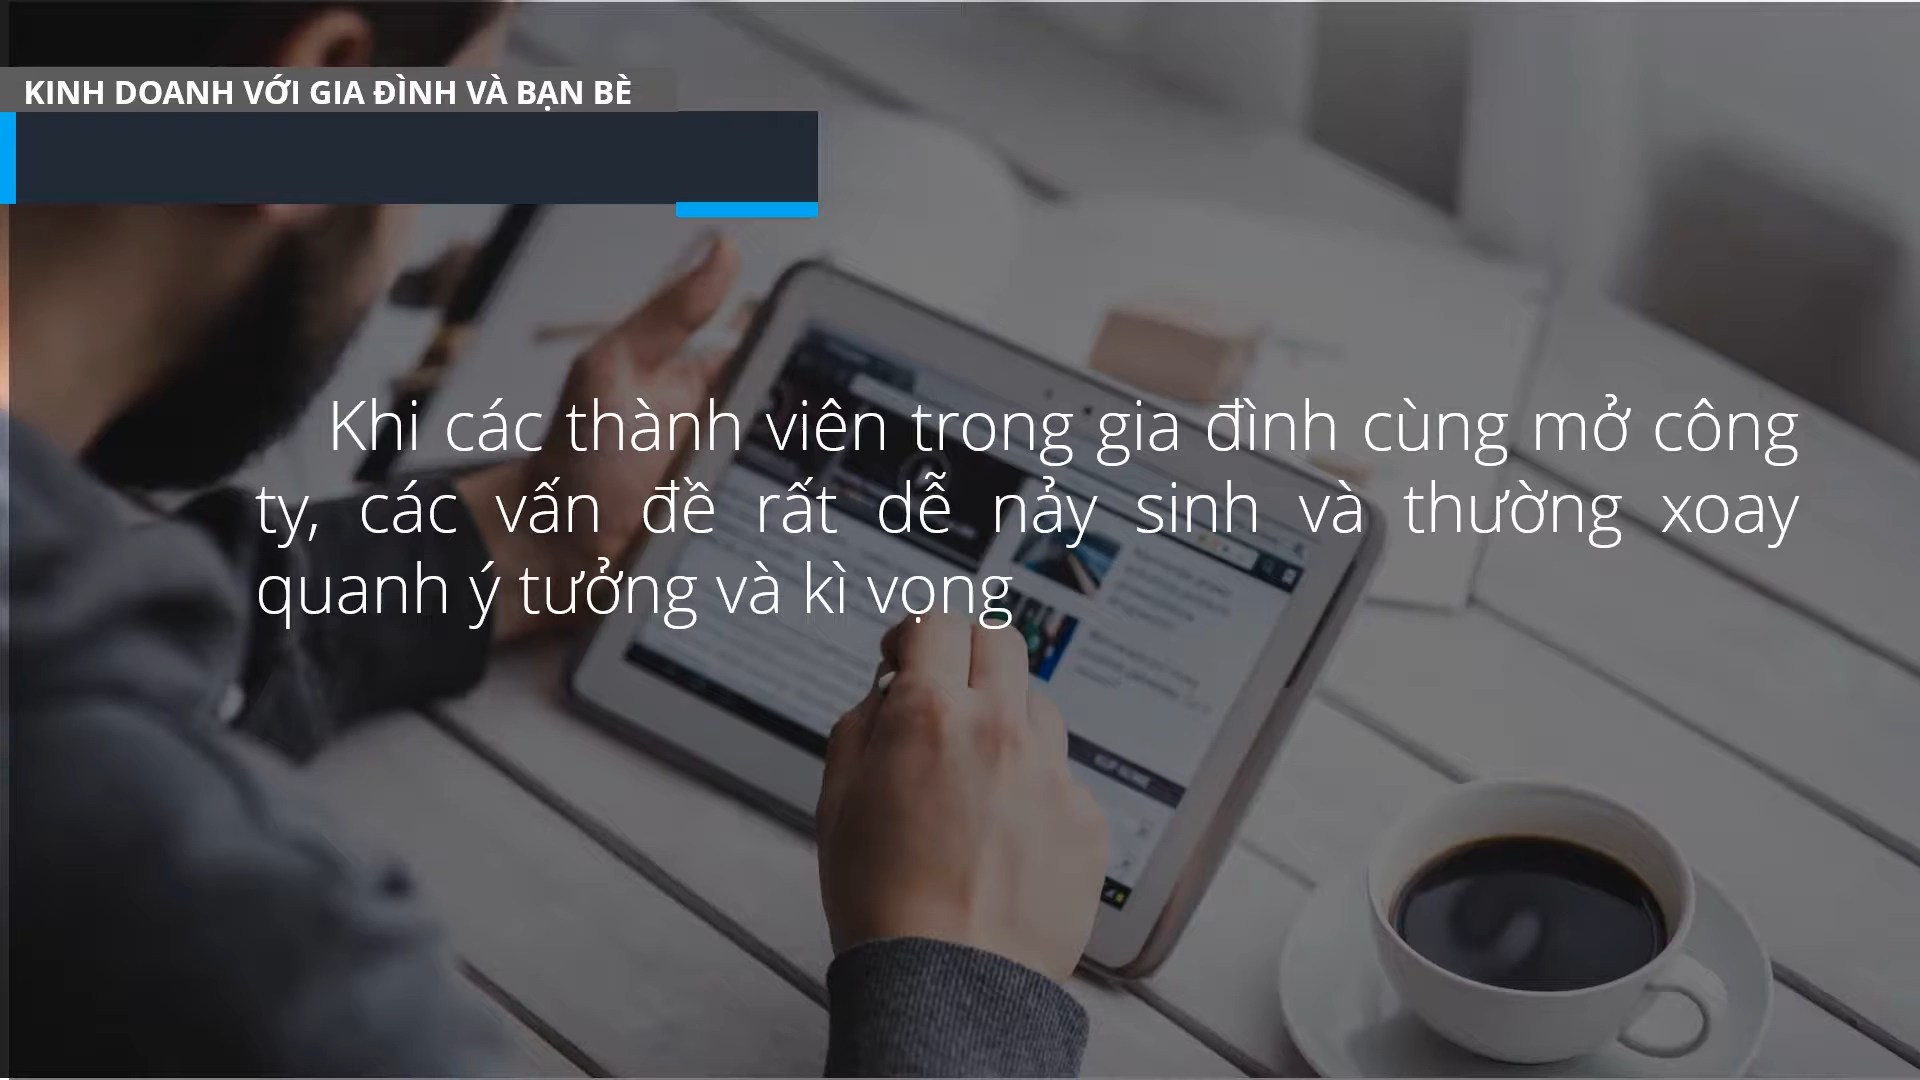 KINH DOANH VỚI GIA ĐÌNH VÀ BẠN BÈ
Khi các thành viên trong gia đình cùng mở công
ty, các vấn đề rất dễ nảy sinh và thường xoay
quanh ý tưởng và kì vọng